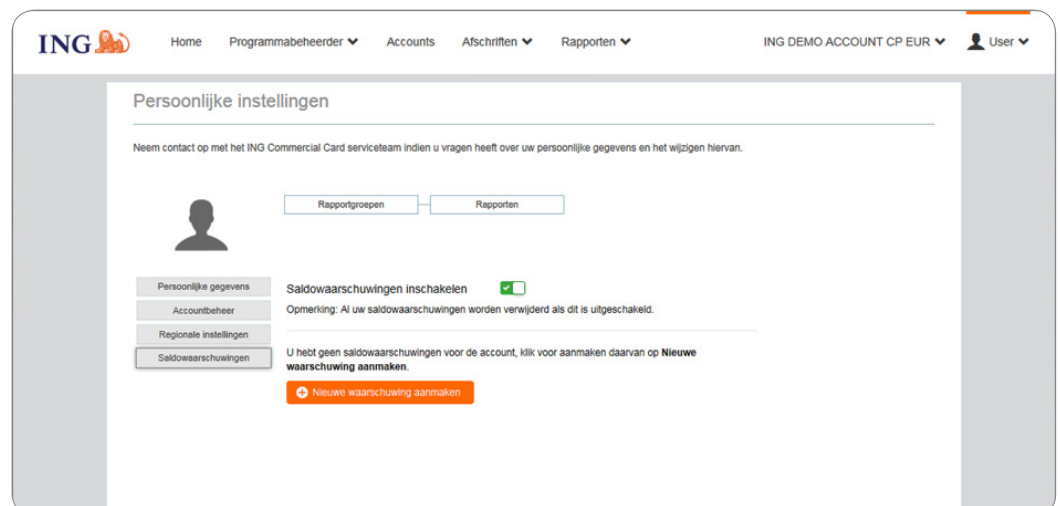 ING
Home Programmabeheerder Accounts Afschriften Rapporten ING DEMO ACCOUNT CP EUR User
Persoonlijke instellingen
Neem contact op met het ING Commercial Card serviceteam indien u vragen heeft over uw persoonlijke gegevens en het wijzigen hiervan.
Rapportgroepen Rapporten
Persoonlijke gegevens
Accountbeheer
Regionale instellingen
Saldowaarschuwingen
Saldowaarschuwingen inschakelen
Opmerking: Al uw saldowaarschuwingen worden verwijderd als dit is uitgeschakeld.
U hebt geen saldowaarschuwingen voor de account, klik voor aanmaken daarvan op Nieuwe
waarschuwing aanmaken.
Nieuwe waarschuwing aanmaken